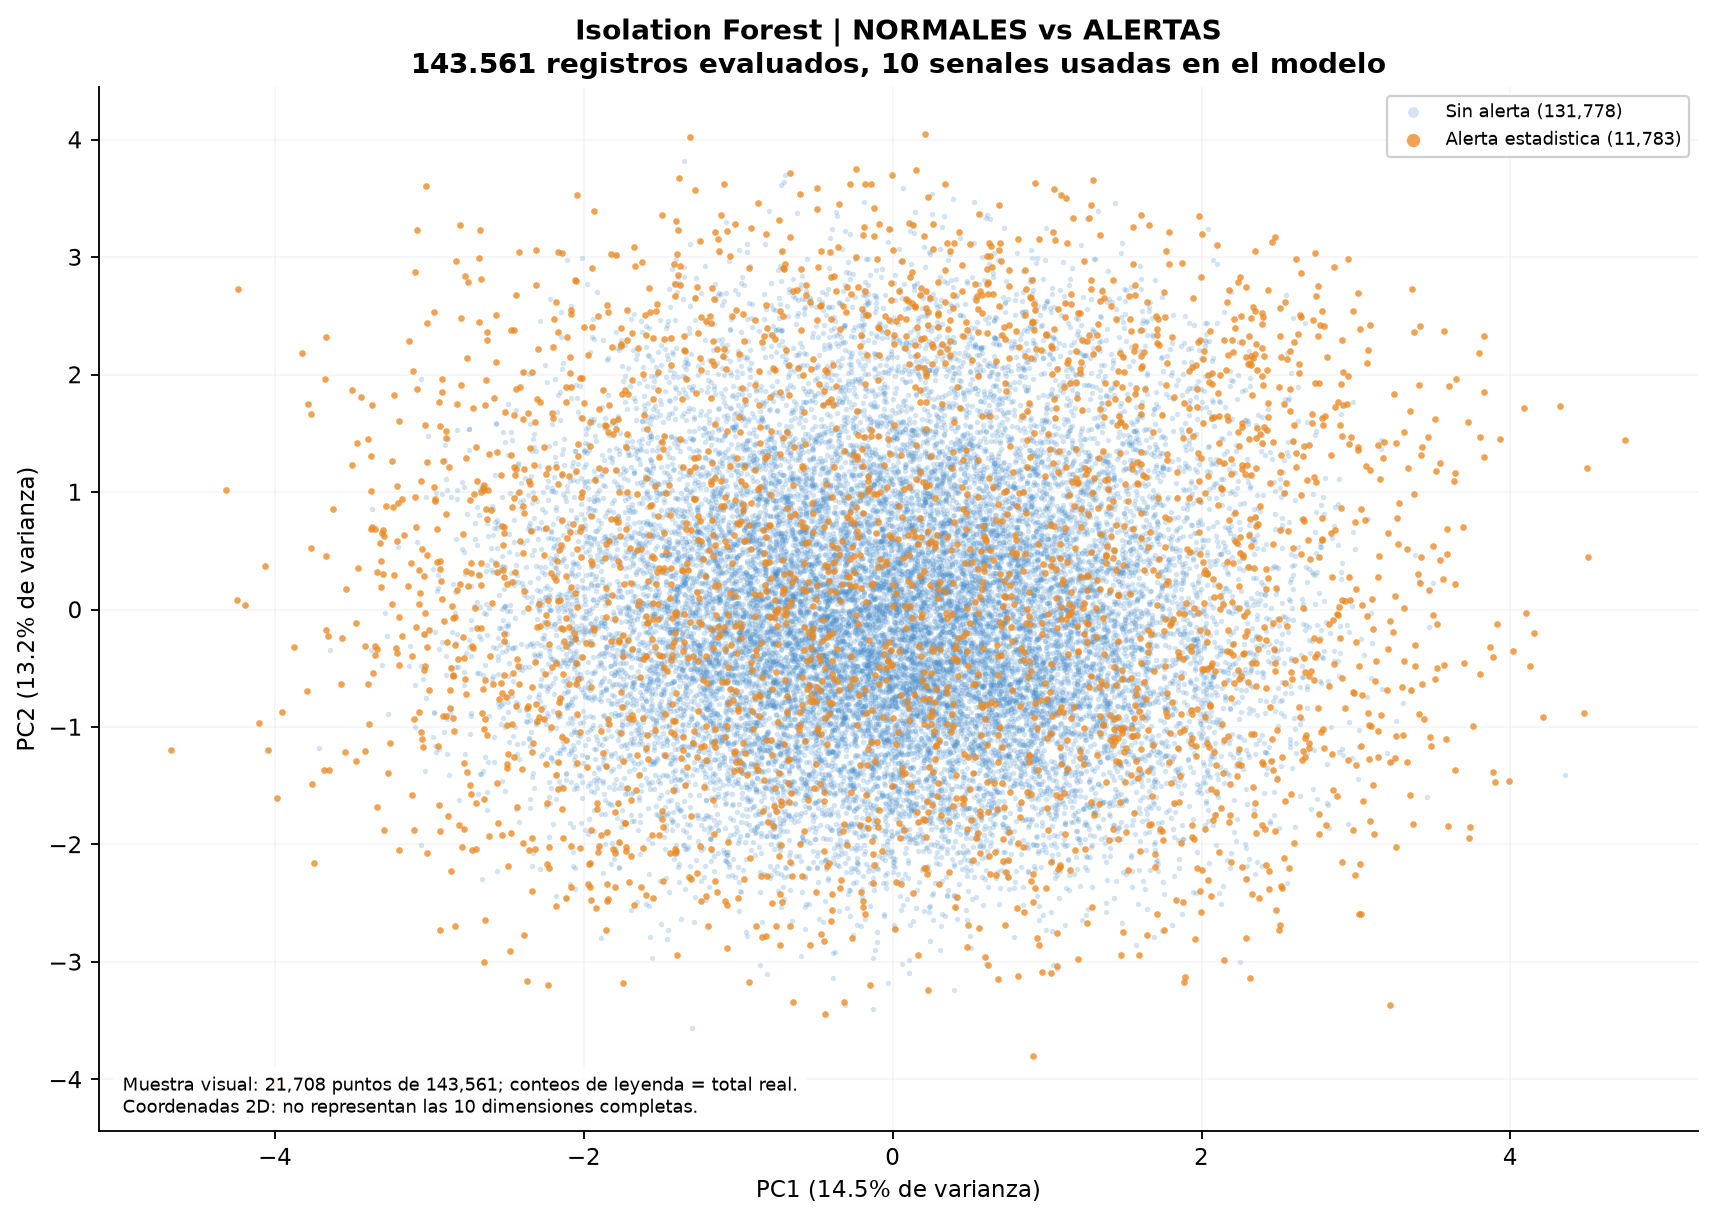 Isolation Forest | NORMALES vs ALERTAS
143.561 registros evaluados, 10 senales usadas en el modelo
Sin alerta (131,778)
Alerta estadistica (11,783)
PC2 (13.2% de varianza)
4
3
2
1
0
−1
−2
−3
−4
Muestra visual: 21,708 puntos de 143,561; conteos de leyenda = total real.
Coordenadas 2D: no representan las 10 dimensiones completas.
−4
−2
0
2
4
PC1 (14.5% de varianza)